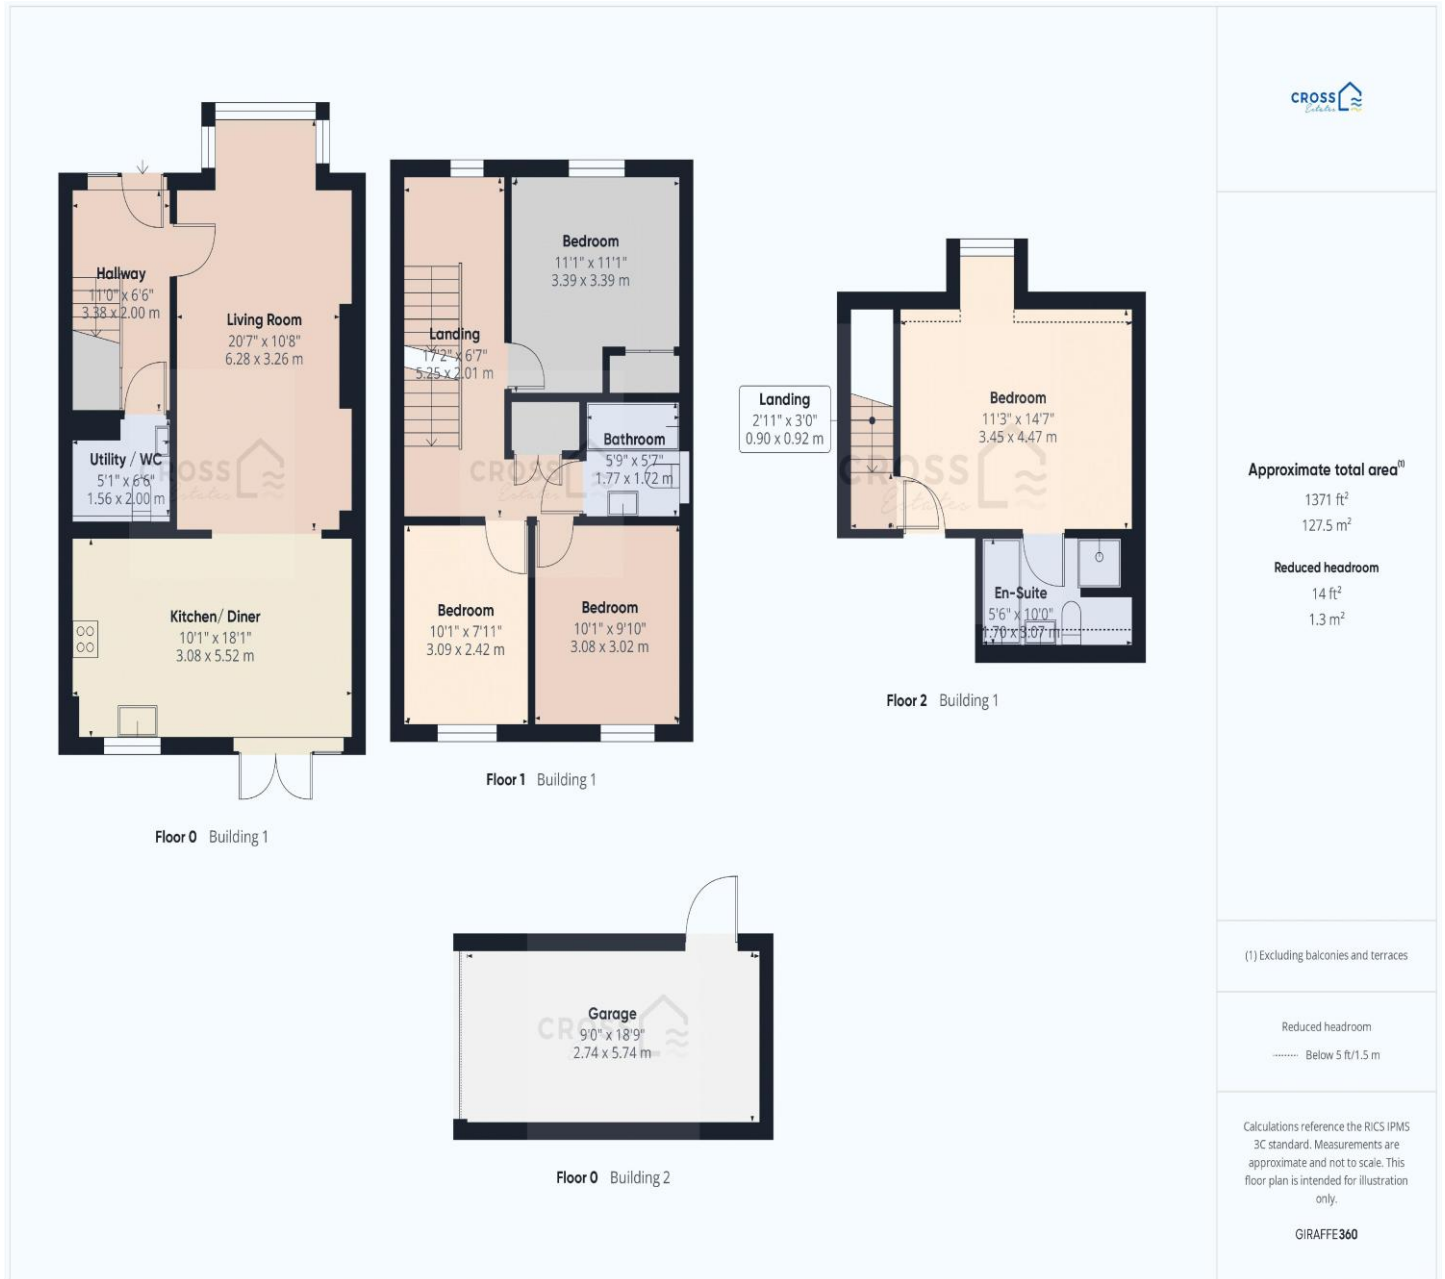 CROSS
Estates
Hallway
11'0" x 6'6"
3.38 x 2.00 m
Living Room
20'7" x 10'8"
6.28 x 3.26 m
Utility / WC
5'1" x 6'6"
1.56 x 2.00 m
Kitchen/ Diner
10'1" x 18'1"
3.08 x 5.52 m
Floor 0 Building 1
Landing
17'2" x 6'7"
5.25 x 2.01 m
Bedroom
11'1" x 11'1"
3.39 x 3.39 m
Bathroom
5'9" x 5'7"
1.77 x 1.72 m
Bedroom
10'1" x 7'11"
3.09 x 2.42 m
Bedroom
10'1" x 9'10"
3.08 x 3.02 m
Floor 1 Building 1
Landing
2'11" x 3'0"
0.90 x 0.92 m
Bedroom
11'3" x 14'7"
3.45 x 4.47 m
En-Suite
5'6" x 10'0"
1.70 x 3.07 m
Floor 2 Building 1
Garage
9'0" x 18'9"
2.74 x 5.74 m
Floor 0 Building 2
CROSS
Estates
CROSS
Estates
CROSS
Estates
CROSS
Approximate total area(1)
1371 ft²
127.5 m²
Reduced headroom
14 ft²
1.3 m²
(1) Excluding balconies and terraces
Reduced headroom
Below 5 ft/1.5 m
Calculations reference the RICS IPMS
3C standard. Measurements are
approximate and not to scale. This
floor plan is intended for illustration
only.
GIRAFFE360